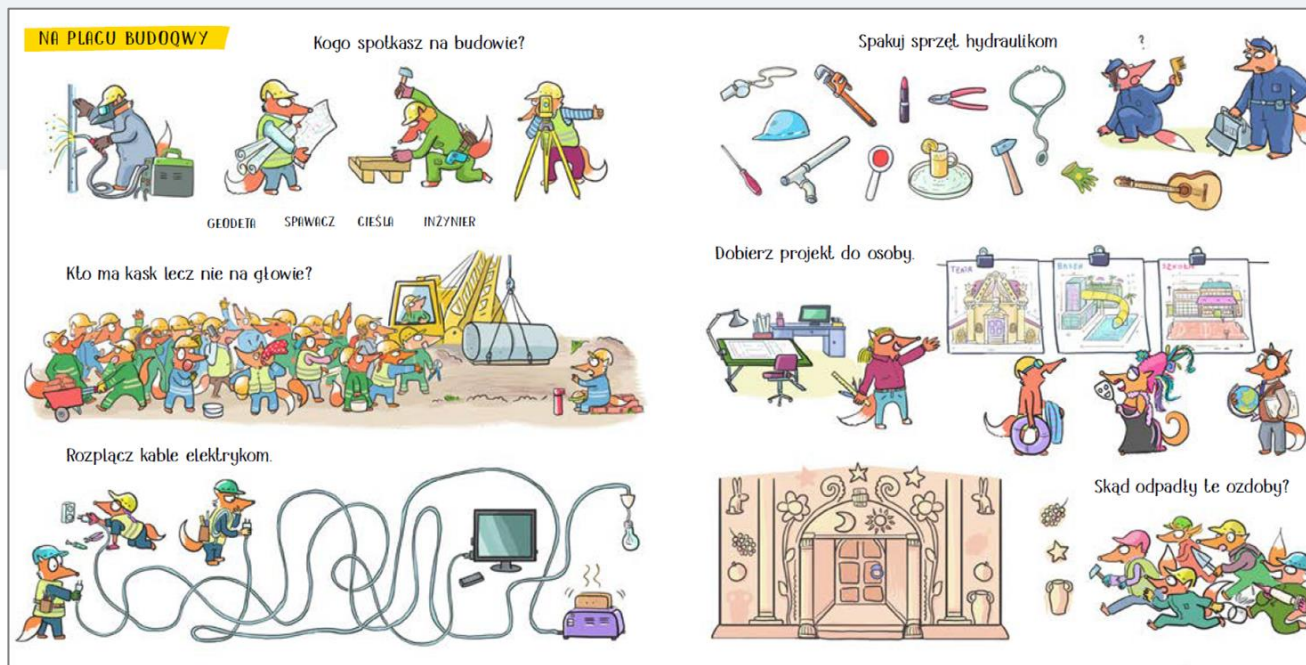 NA PLACU BUDOQWY
Kogo spotkasz na budowie?
GEODETA SPAWACZ CIEŚLA INŻYNIER
Kto ma kask lecz nie na głowie?
Rozplącz kable elektrykom.
Spakuj sprzęt hydraulikom
?
Dobierz projekt do osoby.
Skąd odpadły te ozdoby?